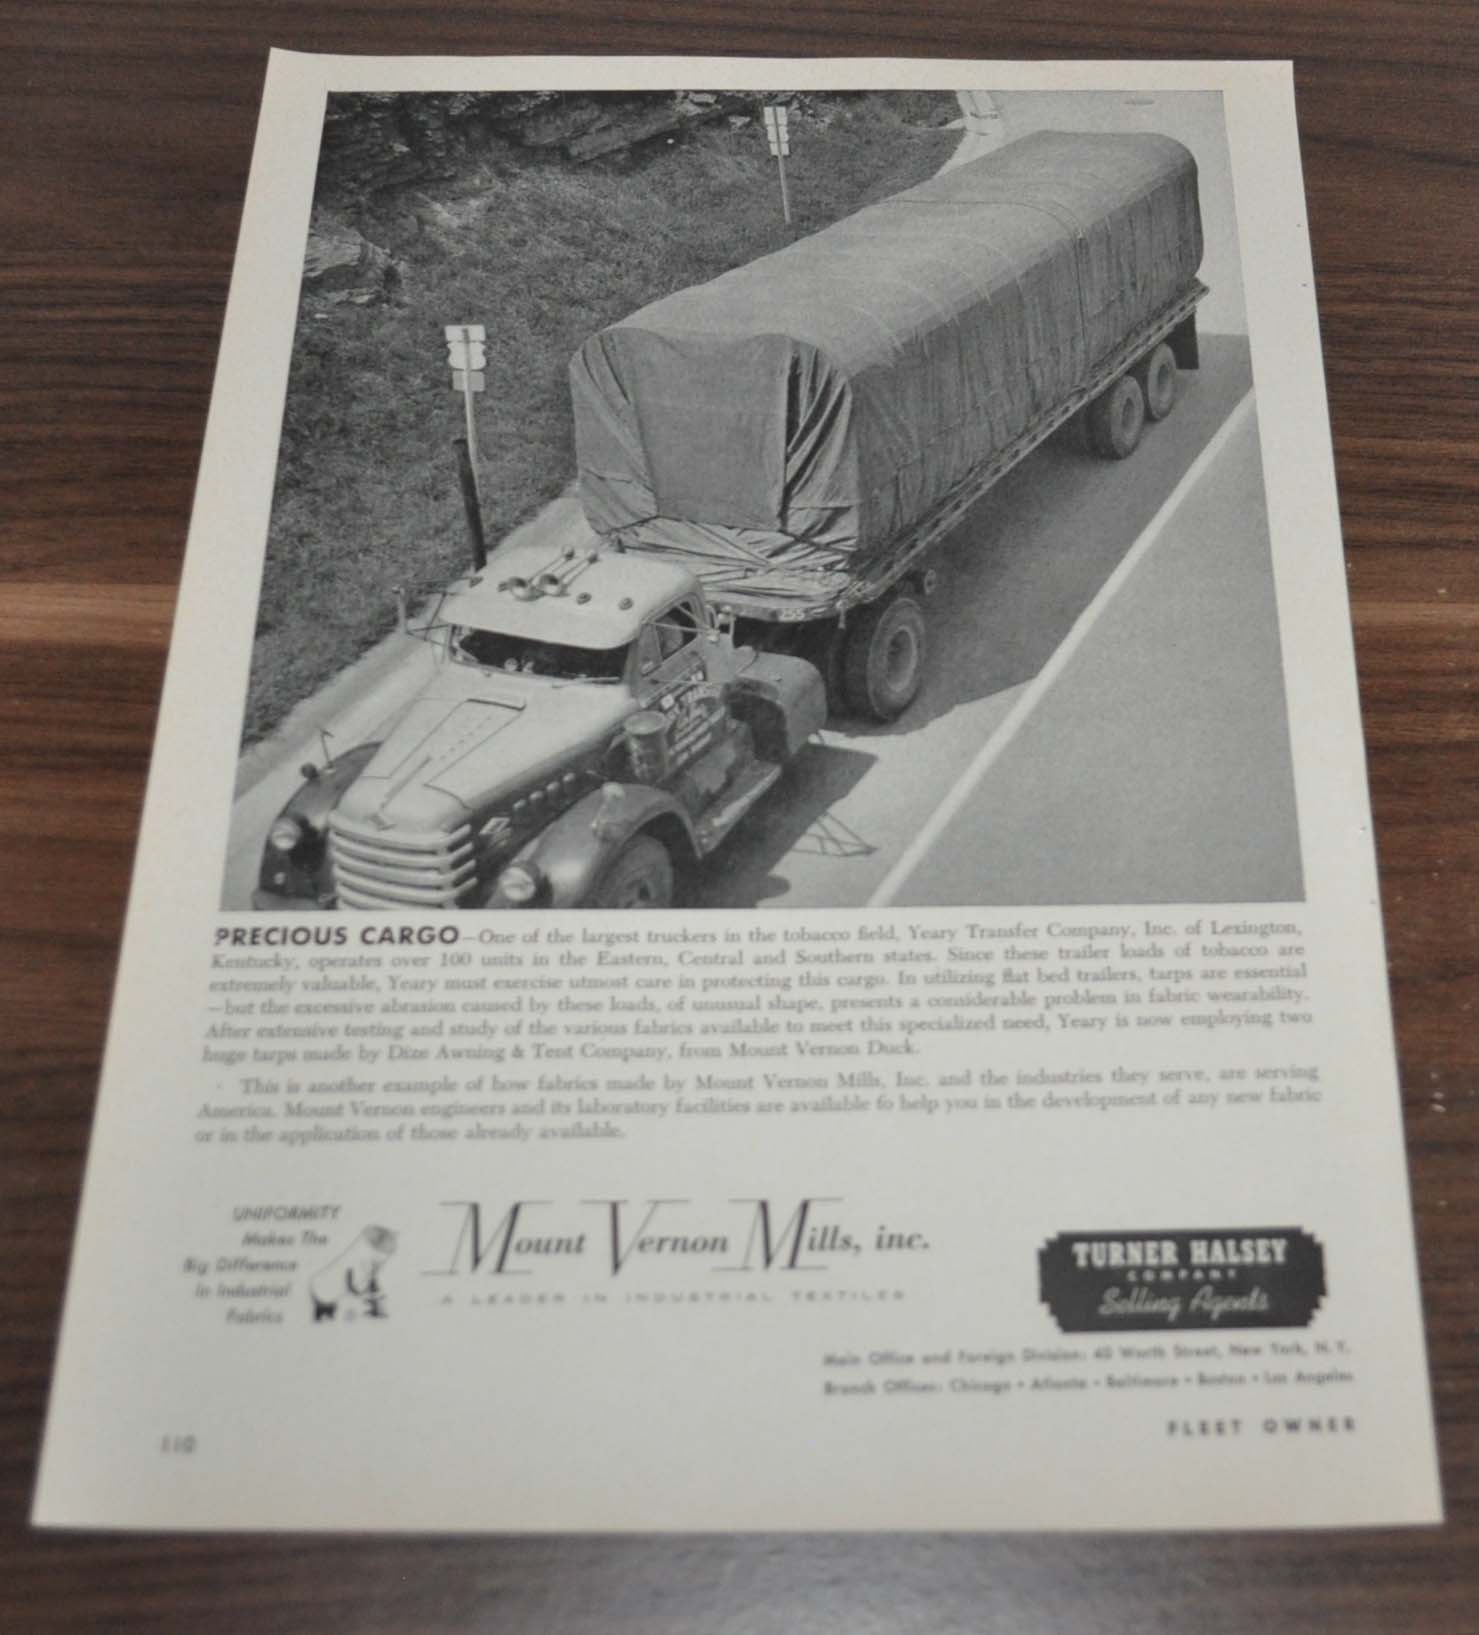 255
PRECIOUS CARGO—One of the largest truckers in the tobacco field, Yeary Transfer Company, Inc. of Lexington,
Kentucky, operates over 100 units in the Eastern, Central and Southern states. Since these trailer loads of tobacco are
extremely valuable, Yeary must exercise utmost care in protecting this cargo. In utilizing flat bed trailers, tarps are essential
—but the excessive abrasion caused by these loads, of unusual shape, presents a considerable problem in fabric wearability.
After extensive testing and study of the various fabrics available to meet this specialized need, Yeary is now employing two
huge tarps made by Dize Awning & Tent Company, from Mount Vernon Duck.
This is another example of how fabrics made by Mount Vernon Mills, Inc. and the industries they serve, are serving
America. Mount Vernon engineers and its laboratory facilities are available to help you in the development of any new fabric
or in the application of those already available.
UNIFORMITY
Makes The
Big Difference
In Industrial
Fabrics
Mount Vernon Mills, inc.
A LEADER IN INDUSTRIAL TEXTILES
TURNER HALSEY
COMPANY
Selling Agents
Main Office and Foreign Division: 40 Worth Street, New York, N. Y.
Branch Offices: Chicago • Atlanta • Baltimore • Boston • Los Angeles
110
FLEET OWNER